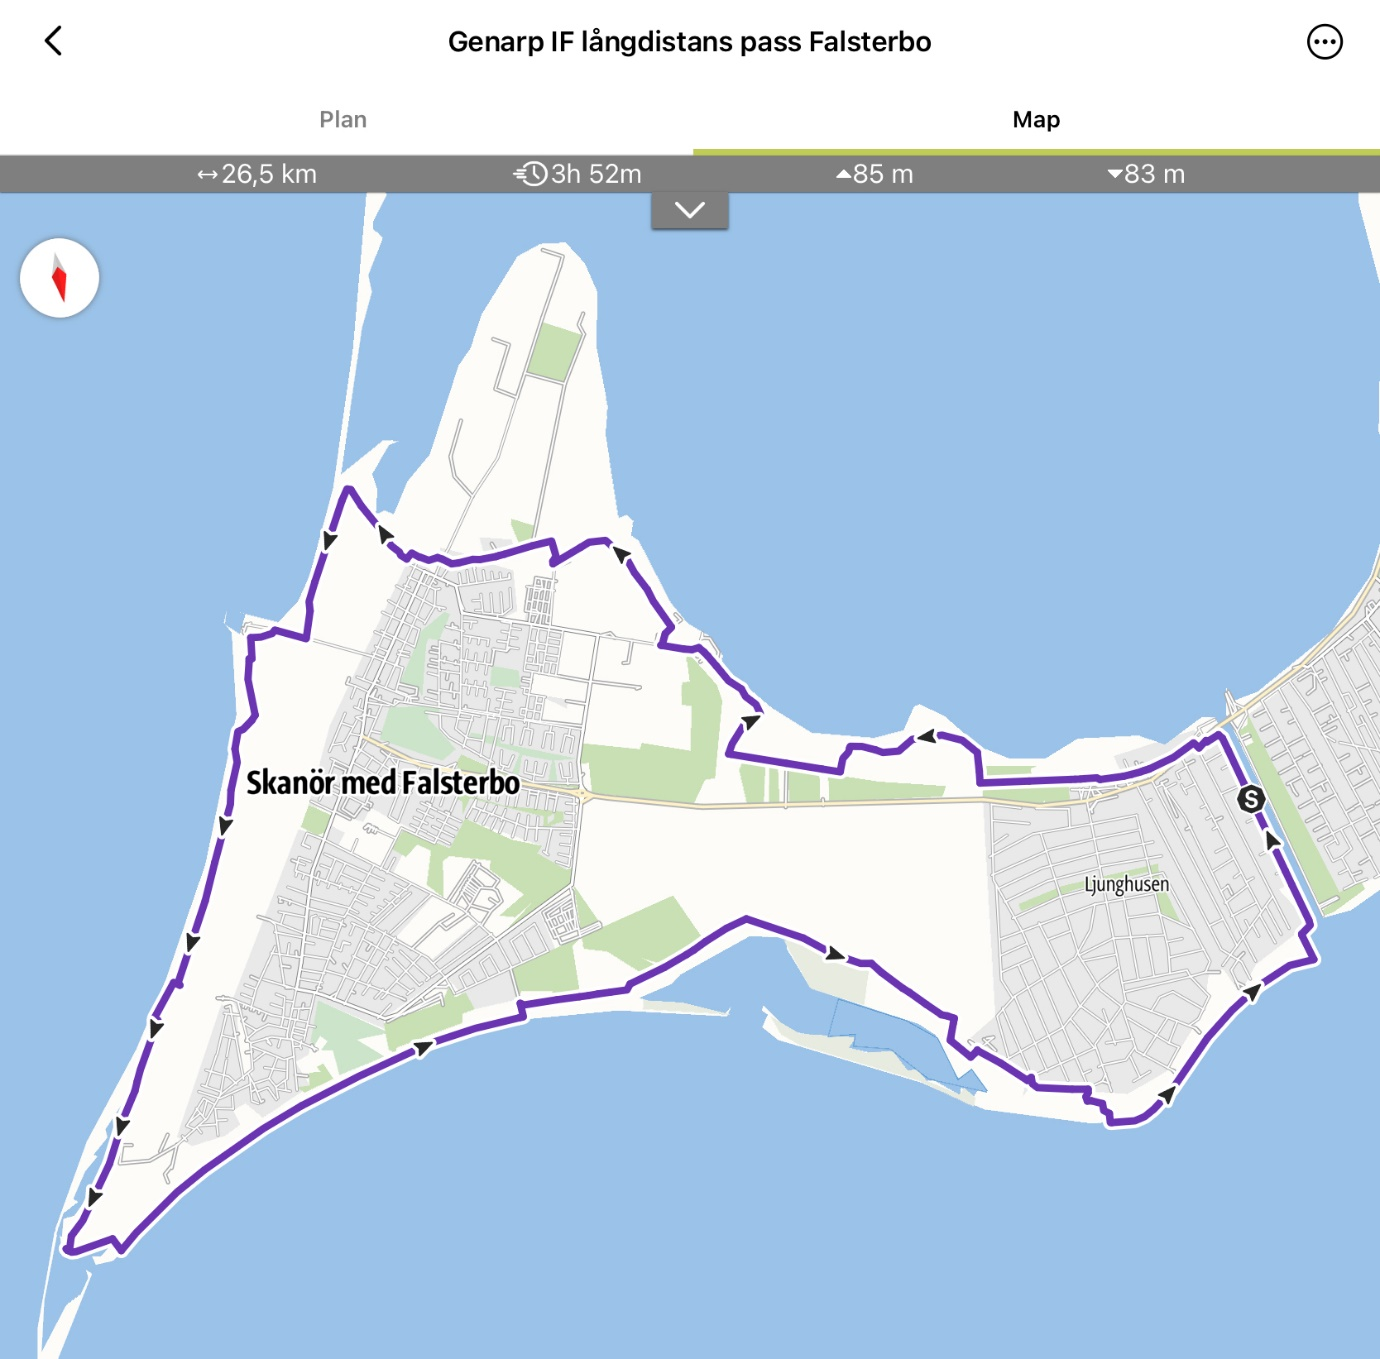 Genarp IF långdistans pass Falsterbo
Plan
Map
26,5 km
3h 52m
85 m
83 m
Skanör med Falsterbo
S
Ljunghusen